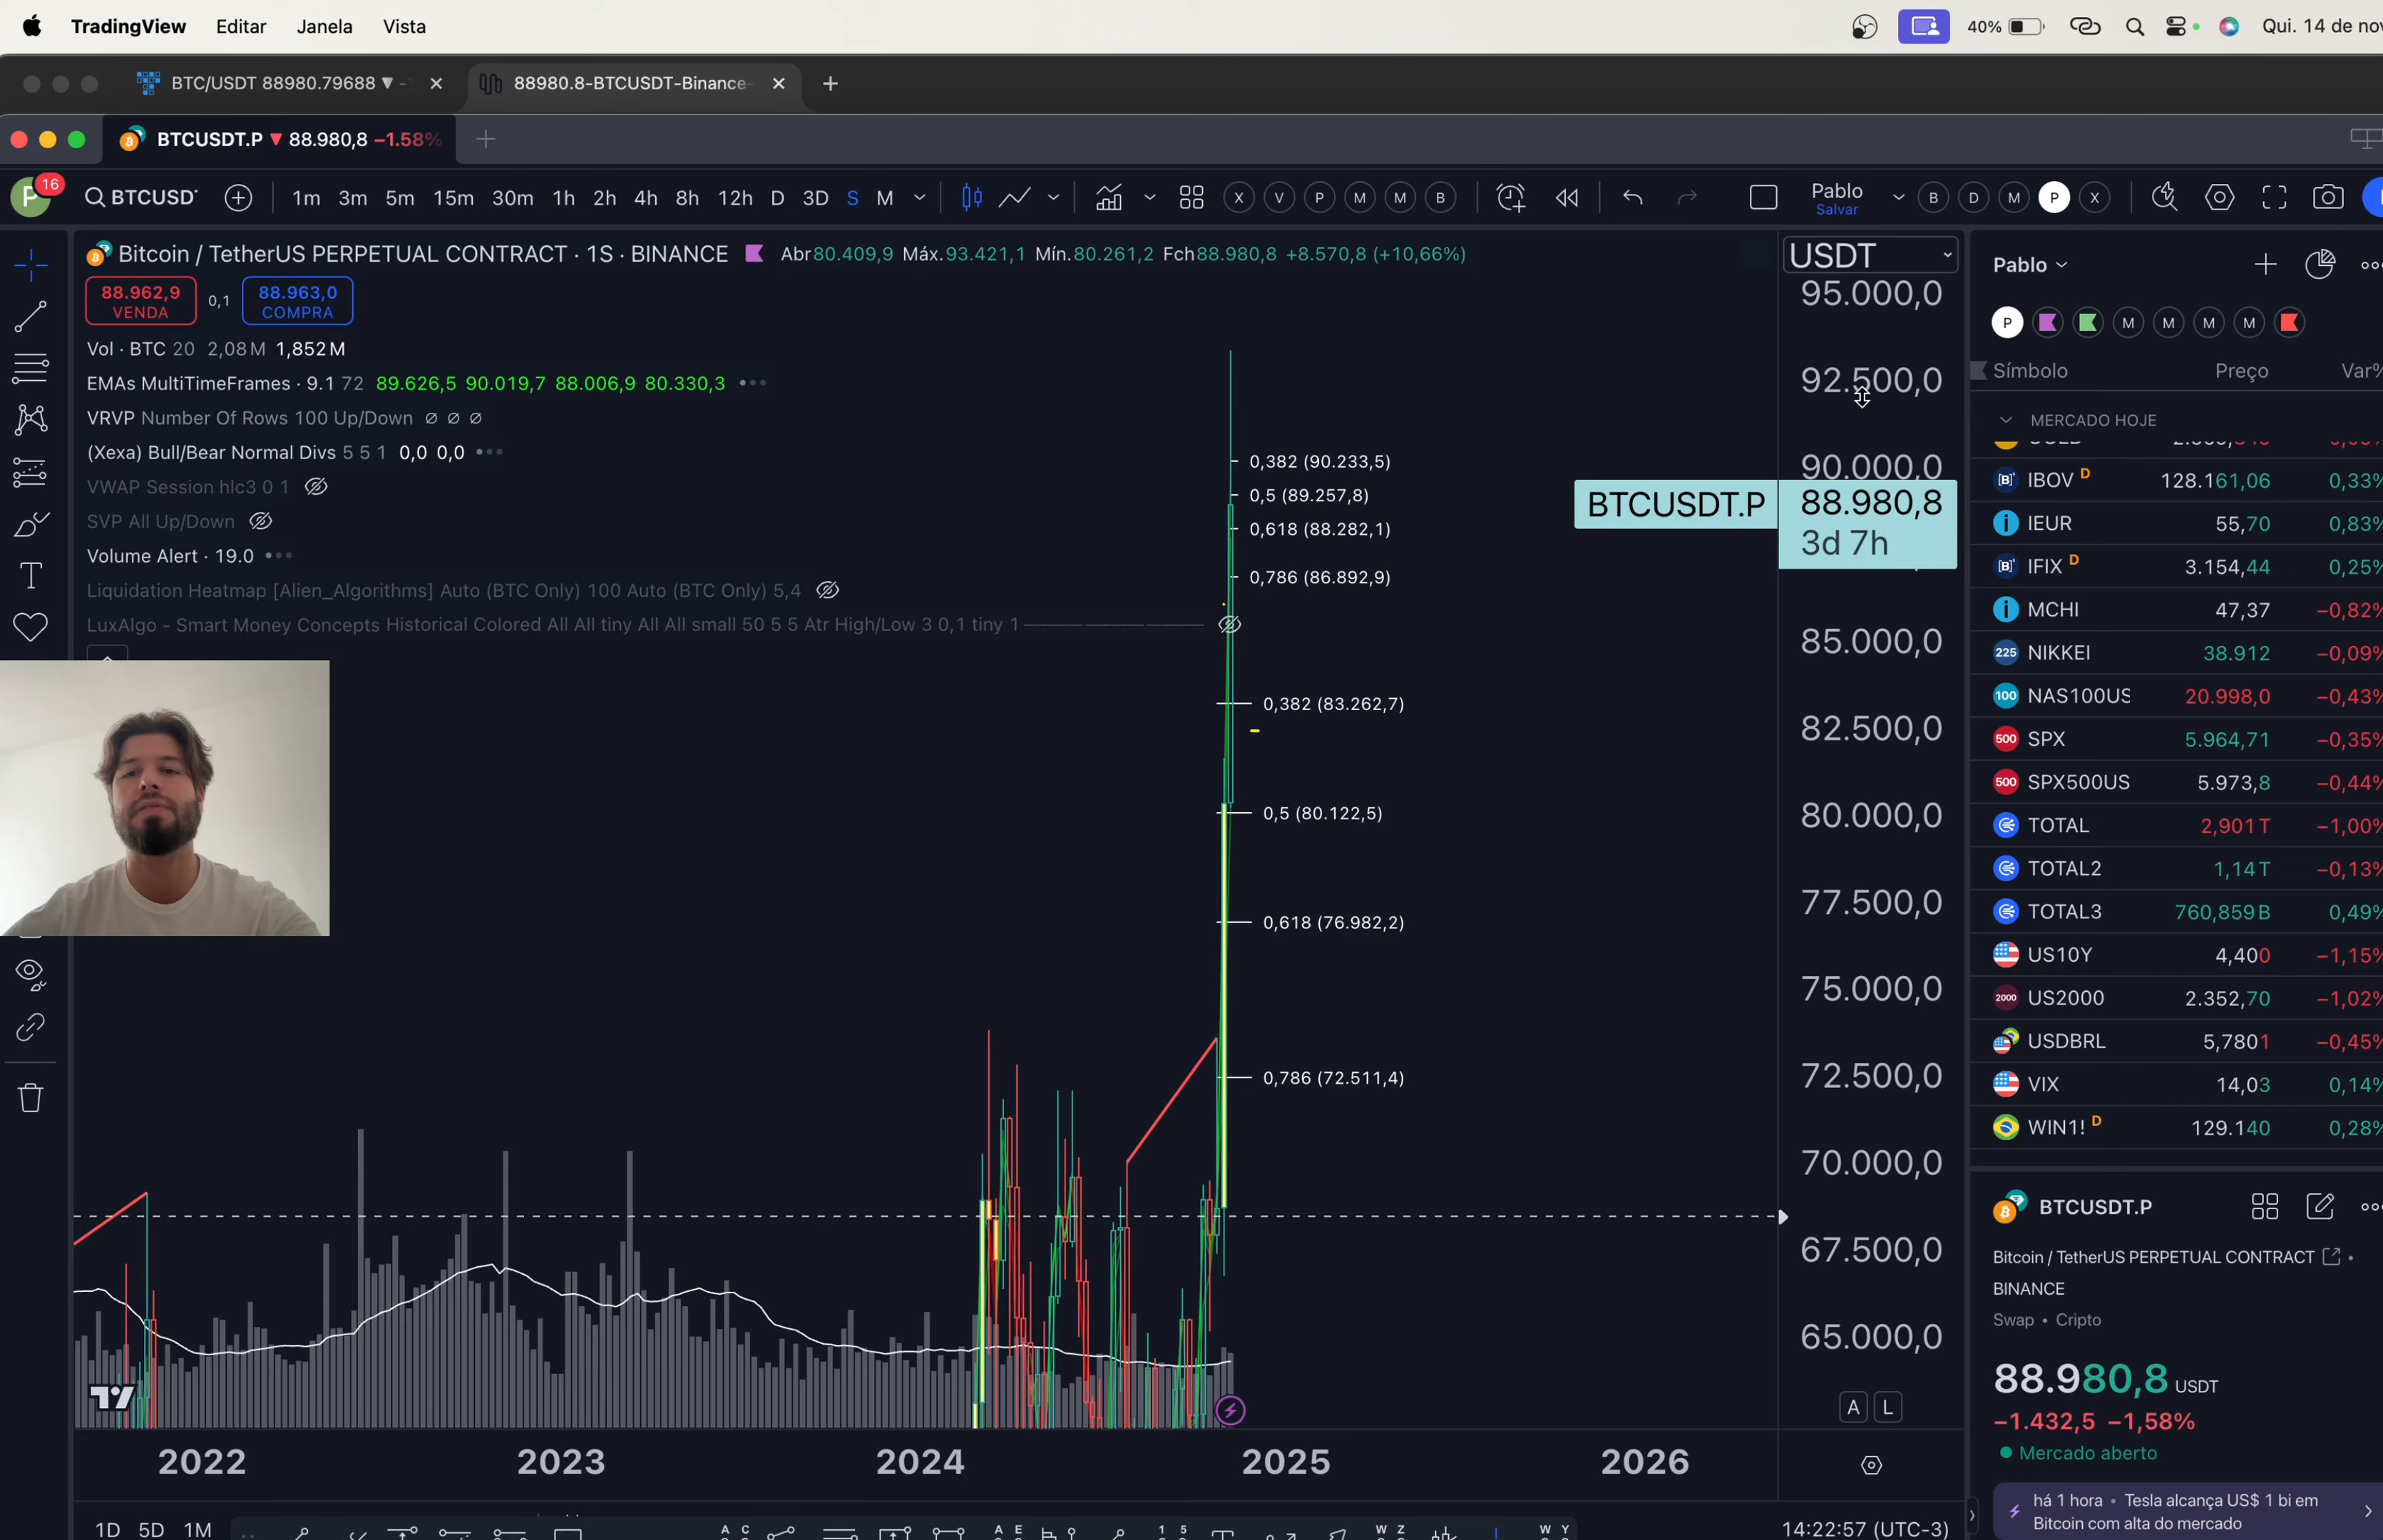 TradingView Editar Janela Vista 40% Qui. 14 de nov
BTC/USDT 88980.79688 ▼ -1 88980.8-BTCUSDT-Binance-
BTCUSDT.P ▼ 88.980,8 −1.58%
P 16 BTCUSDT 1m 3m 5m 15m 30m 1h 2h 4h 8h 12h D 3D S M X V P M M B Pablo Salvar B D M P X
Bitcoin / TetherUS PERPETUAL CONTRACT · 1S · BINANCE Abr80.409,9 Máx.93.421,1 Mín.80.261,2 Fch88.980,8 +8.570,8 (+10,66%)
88.962,9 VENDA 0,1 88.963,0 COMPRA
Vol · BTC 20 2,08M 1,852M
EMAs MultiTimeFrames · 9.1 72 89.626,5 90.019,7 88.006,9 80.330,3
VRVP Number Of Rows 100 Up/Down ∅ ∅ ∅
(Xexa) Bull/Bear Normal Divs 5 5 1 0,0 0,0
VWAP Session hlc3 0 1
SVP All Up/Down
Volume Alert · 19.0
Liquidation Heatmap [Alien_Algorithms] Auto (BTC Only) 100 Auto (BTC Only) 5,4
LuxAlgo - Smart Money Concepts Historical Colored All All tiny All All small 50 5 5 Atr High/Low 3 0,1 tiny 1
0,382 (90.233,5)
0,5 (89.257,8)
0,618 (88.282,1)
0,786 (86.892,9)
0,382 (83.262,7)
0,5 (80.122,5)
0,618 (76.982,2)
0,786 (72.511,4)
USDT
95.000,0
92.500,0
90.000,0
BTCUSDT.P 88.980,8
3d 7h
85.000,0
82.500,0
80.000,0
77.500,0
75.000,0
72.500,0
70.000,0
67.500,0
65.000,0
A L
2022 2023 2024 2025 2026
1D 5D 1M
14:22:57 (UTC-3)
Pablo
P M M M M
Símbolo Preço Var%
MERCADO HOJE
IBOV D 128.161,06 0,33%
IEUR 55,70 0,83%
IFIX D 3.154,44 0,25%
MCHI 47,37 −0,82%
NIKKEI 38.912 −0,09%
NAS100US 20.998,0 −0,43%
SPX 5.964,71 −0,35%
SPX500US 5.973,8 −0,44%
TOTAL 2,901 T −1,00%
TOTAL2 1,14 T −0,13%
TOTAL3 760,859 B 0,49%
US10Y 4,400 −1,15%
US2000 2.352,70 −1,02%
USDBRL 5,7801 −0,45%
VIX 14,03 0,14%
WIN1! D 129.140 0,28%
BTCUSDT.P
Bitcoin / TetherUS PERPETUAL CONTRACT •
BINANCE
Swap • Cripto
88.980,8 USDT
−1.432,5 −1,58%
Mercado aberto
há 1 hora • Tesla alcança US$ 1 bi em
Bitcoin com alta do mercado